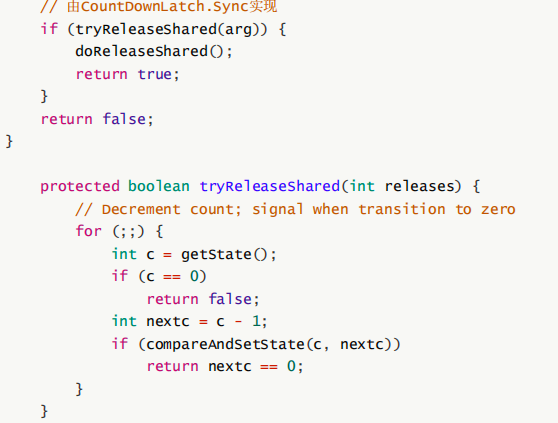 // 由CountDownLatch.Sync实现
if (tryReleaseShared(arg)) {
doReleaseShared();
return true;
}
return false;
}
protected boolean tryReleaseShared(int releases) {
// Decrement count; signal when transition to zero
for (;;) {
int c = getState();
if (c == 0)
return false;
int nextc = c - 1;
if (compareAndSetState(c, nextc))
return nextc == 0;
}
}